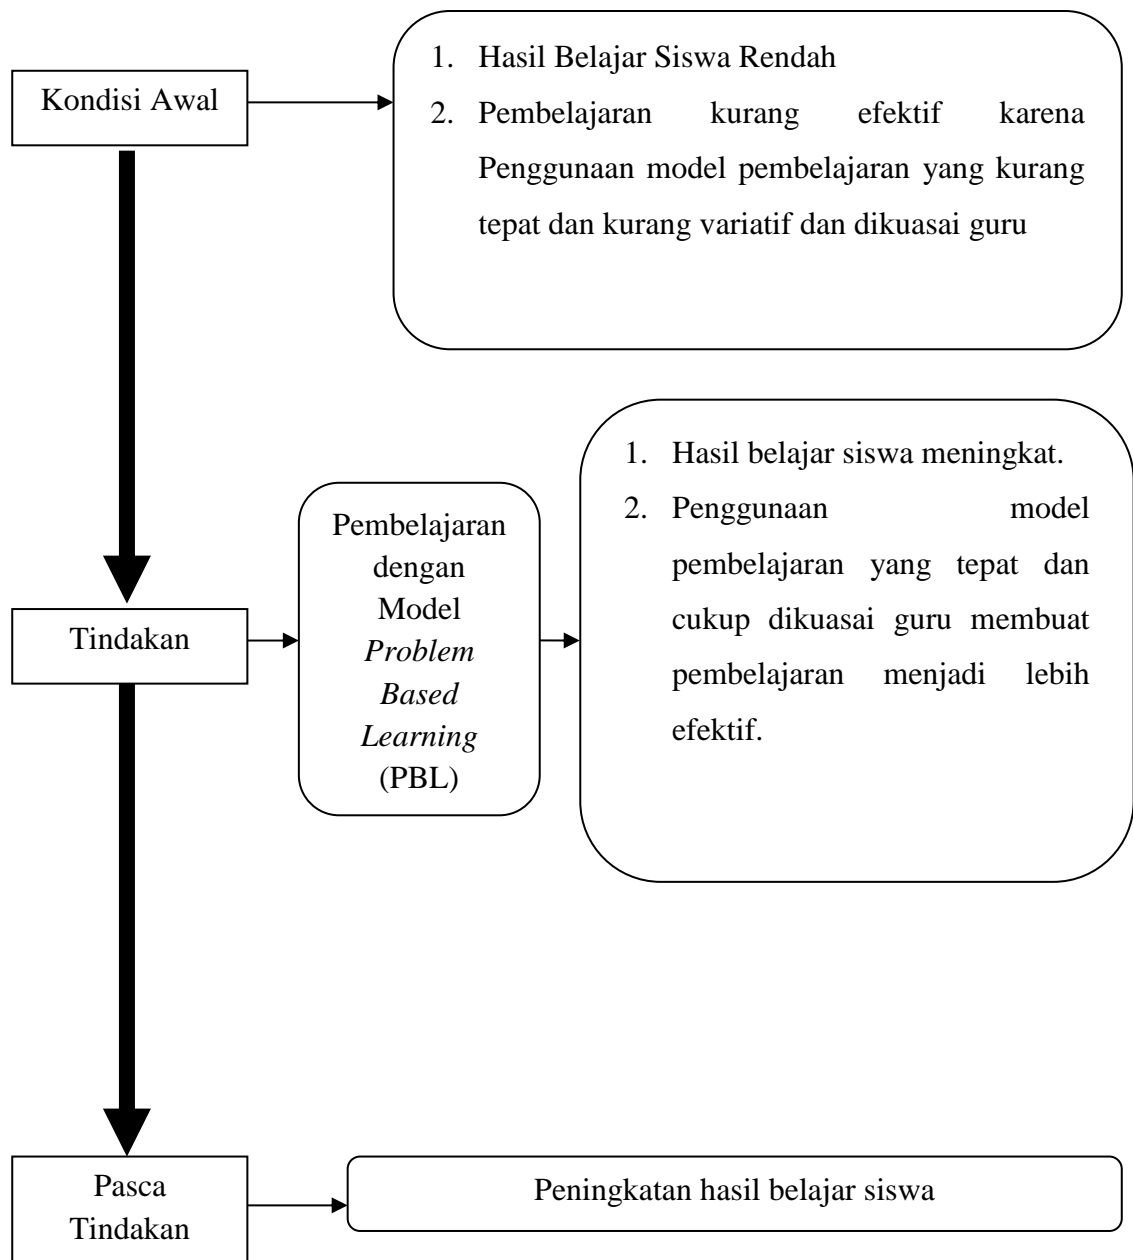 Kondisi Awal
1. Hasil Belajar Siswa Rendah
2. Pembelajaran kurang efektif karena
Penggunaan model pembelajaran yang kurang
tepat dan kurang variatif dan dikuasai guru
Tindakan
Pembelajaran
dengan
Model
Problem
Based
Learning
(PBL)
1. Hasil belajar siswa meningkat.
2. Penggunaan model
pembelajaran yang tepat dan
cukup dikuasai guru membuat
pembelajaran menjadi lebih
efektif.
Pasca
Tindakan
Peningkatan hasil belajar siswa